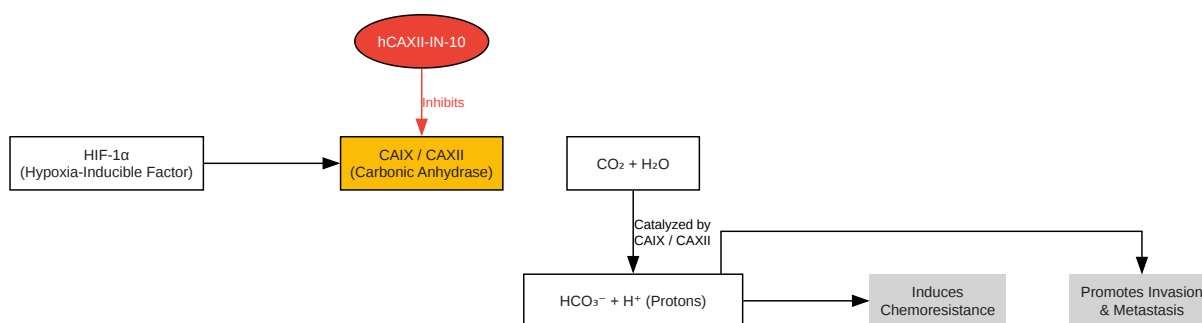 hCAXII-IN-10
Inhibits
HIF-1α
(Hypoxia-Inducible Factor)
CAIX / CAXII
(Carbonic Anhydrase)
CO₂ + H₂O
Catalyzed by
CAIX / CAXII
HCO₃⁻ + H⁺ (Protons)
Induces
Chemoresistance
Promotes Invasion
& Metastasis